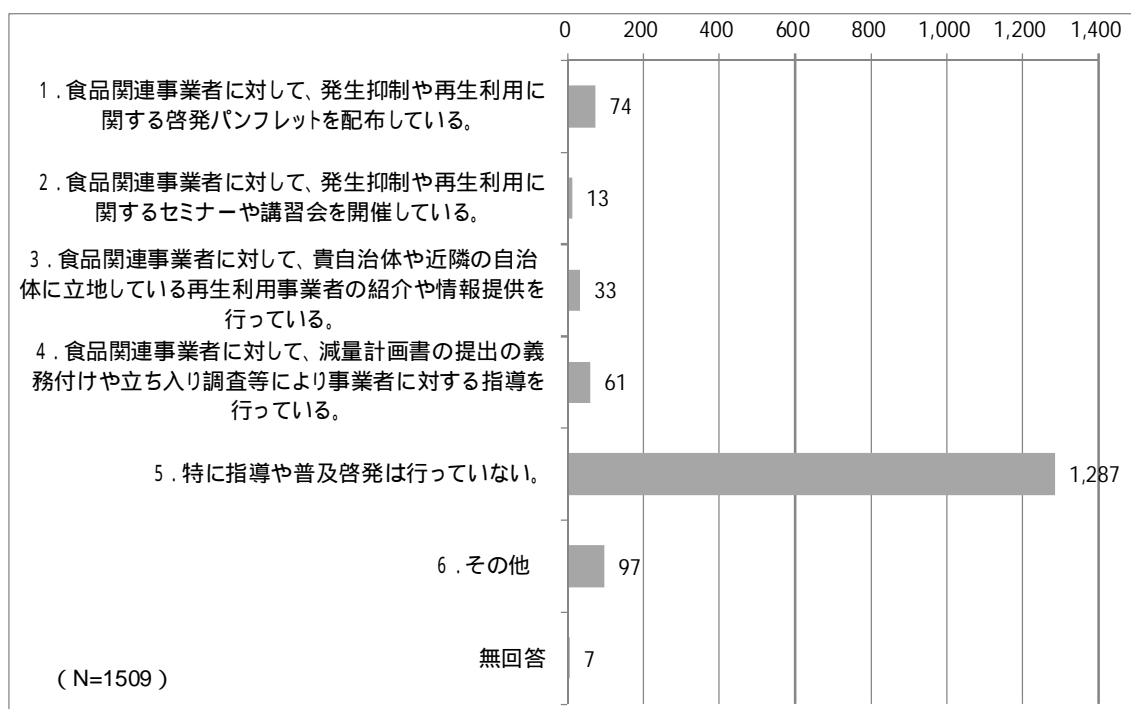 0 200 400 600 800 1,000 1,200 1,400
1.食品関連事業者に対して、発生抑制や再生利用に
関する啓発パンフレットを配布している。
74
2.食品関連事業者に対して、発生抑制や再生利用に
関するセミナーや講習会を開催している。
13
3.食品関連事業者に対して、貴自治体や近隣の自治
体に立地している再生利用事業者の紹介や情報提供を
行っている。
33
4.食品関連事業者に対して、減量計画書の提出の義
務付けや立ち入り調査等により事業者に対する指導を
行っている。
61
5.特に指導や普及啓発は行っていない。
1,287
6.その他
97
無回答
7
(N=1509)